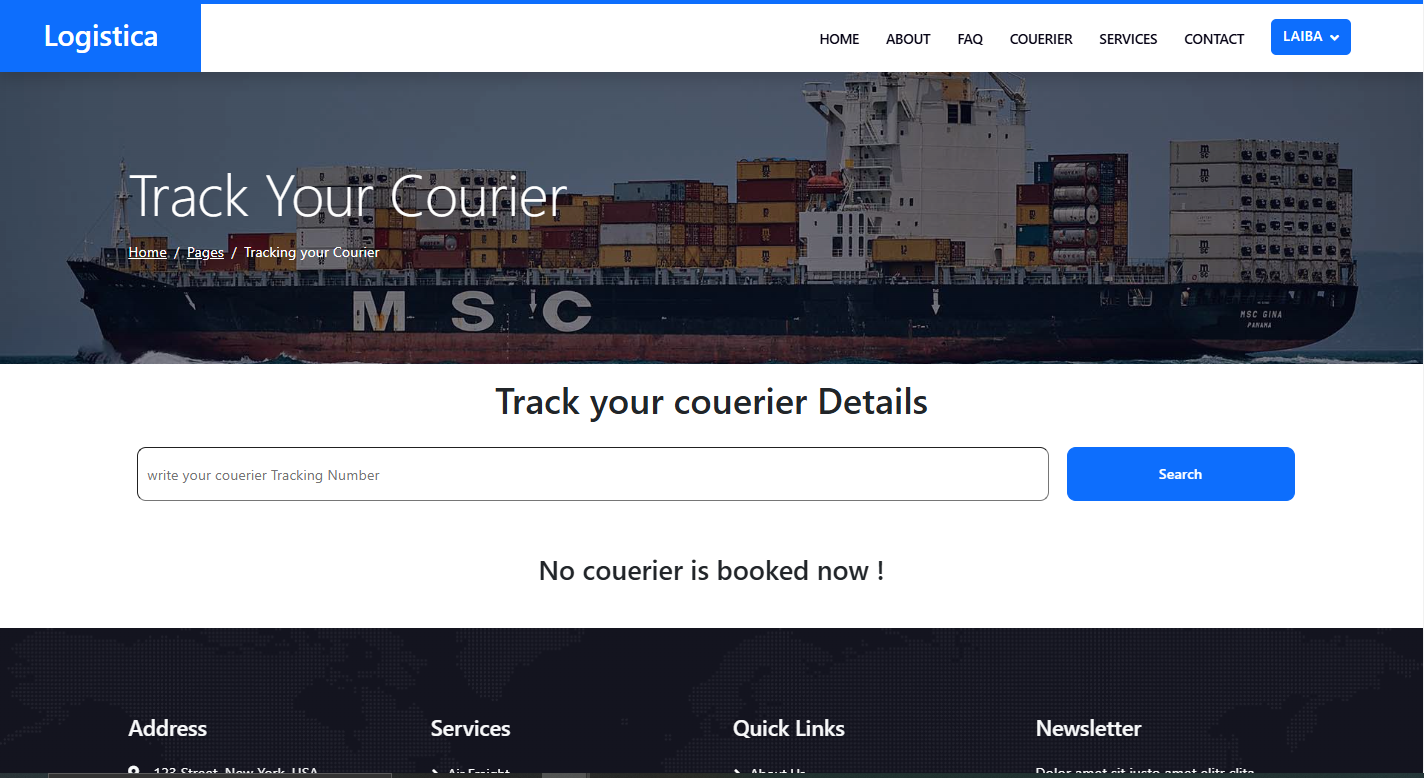 Logistica
HOME ABOUT FAQ COUERIER SERVICES CONTACT LAIBA
Track Your Courier
Home / Pages / Tracking your Courier
MSC
MSC GINA
PANAMA
Track your couerier Details
write your couerier Tracking Number Search
No couerier is booked now !
Address Services Quick Links Newsletter
123 Street, New York, USA Air Freight About Us Dolor amet sit justo amet elitr clita